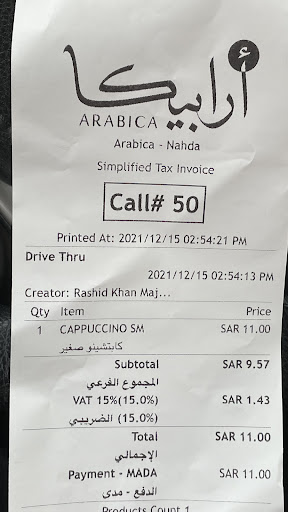 أرابيكا
ARABICA
Arabica - Nahda
Simplified Tax Invoice
Call# 50
Printed At: 2021/12/15 02:54:21 PM
Drive Thru
2021/12/15 02:54:13 PM
Creator: Rashid Khan Maj...
Qty Item Price
1 CAPPUCCINO SM SAR 11.00
كابتشينو صغير
Subtotal SAR 9.57
المجموع الفرعي
VAT 15%(15.0%) SAR 1.43
الضريبي (15.0%)
Total SAR 11.00
الإجمالي
Payment - MADA SAR 11.00
الدفع - مدى
Products Count 1